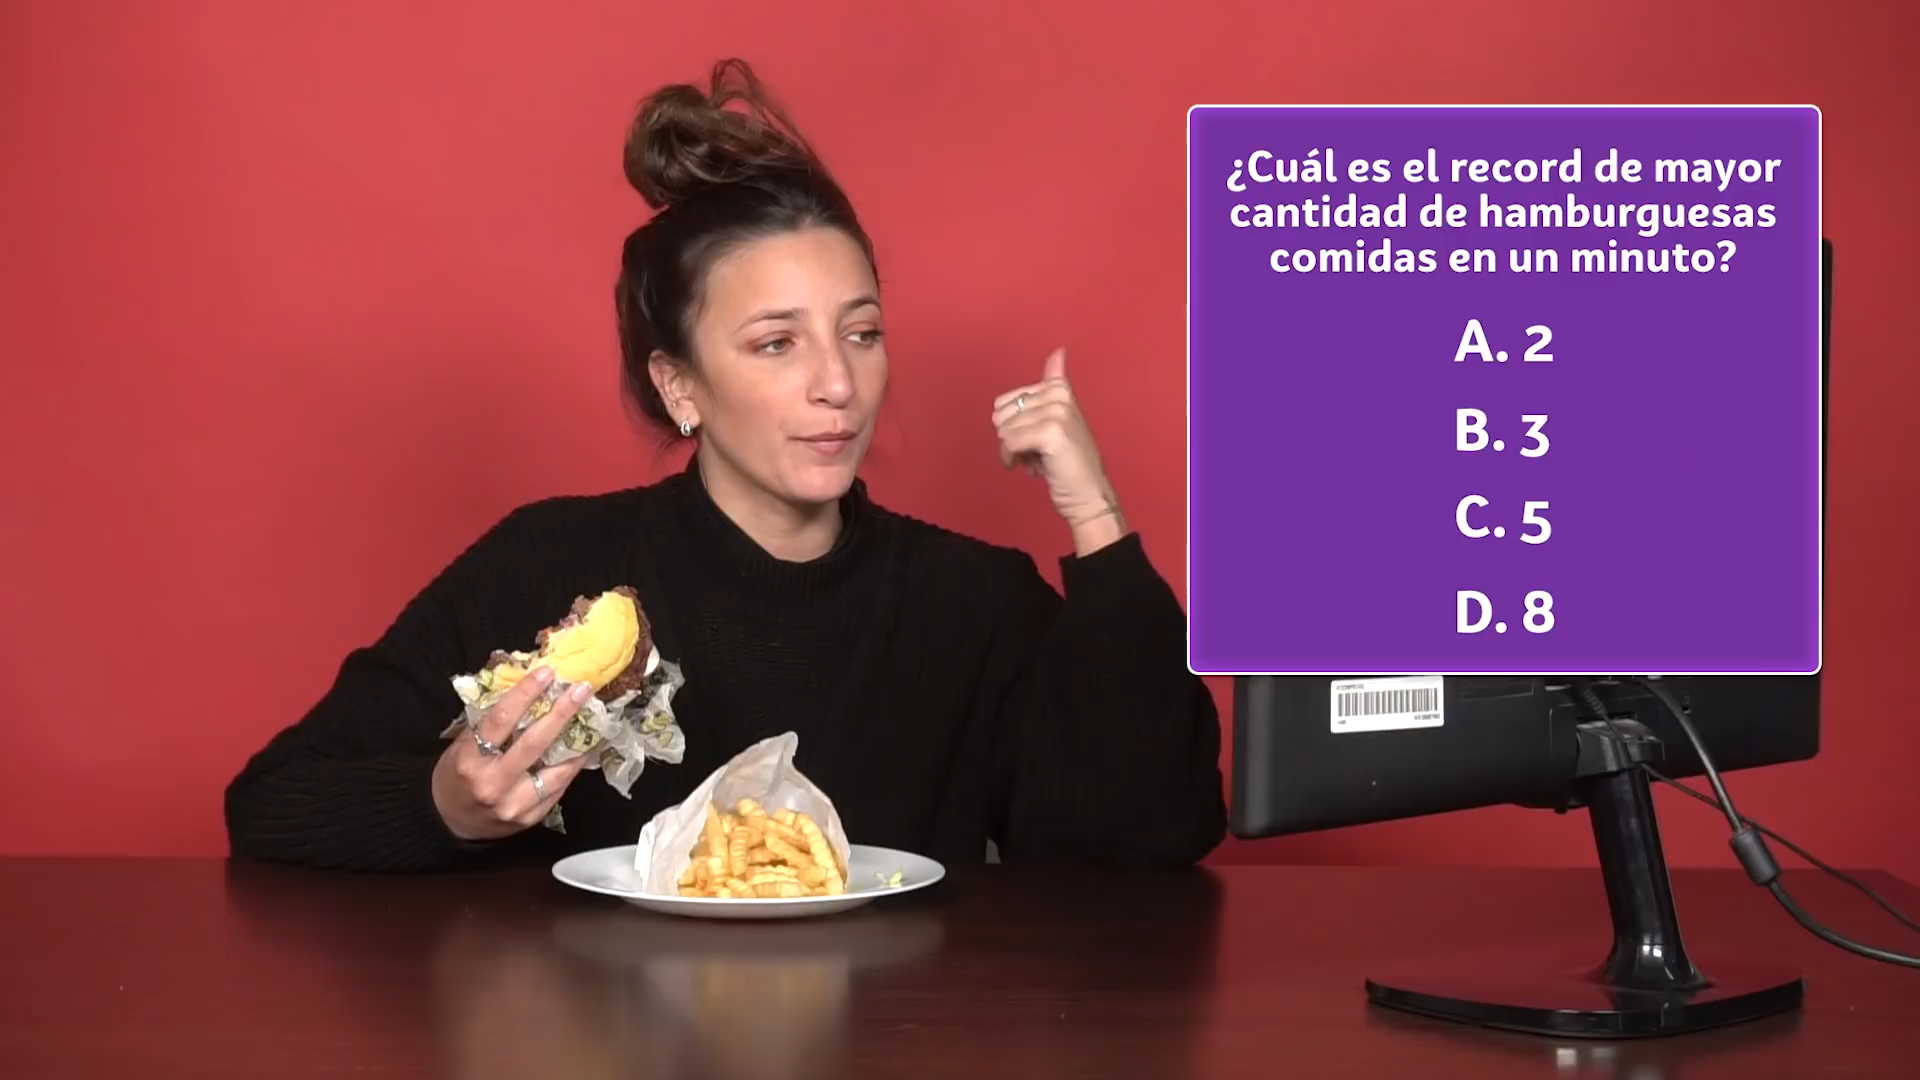 ¿Cuál es el record de mayor
cantidad de hamburguesas
comidas en un minuto?
A. 2
B. 3
C. 5
D. 8